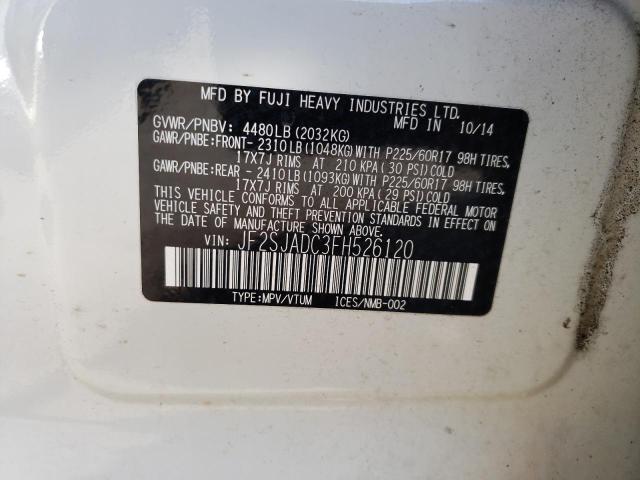 MFD BY FUJI HEAVY INDUSTRIES LTD.
GVWR/PNBV: 4480LB(2032KG) MFD IN 10/14
GAWR/PNBE:FRONT- 2310LB(1048KG)WITH P225/60R17 98H TIRES,
17X7J RIMS AT 210 KPA(30 PSI)COLD
GAWR/PNBE:REAR - 2410LB(1093KG)WITH P225/60R17 98H TIRES,
17X7J RIMS AT 200 KPA(29 PSI)COLD
THIS VEHICLE CONFORMS TO ALL APPLICABLE FEDERAL MOTOR
VEHICLE SAFETY AND THEFT PREVENTION STANDARDS IN EFFECT ON
THE DATE OF MANUFACTURE SHOWN ABOVE.
VIN: JF2SJADC3FH526120
TYPE:MPV/VTUM ICES/NMB-002